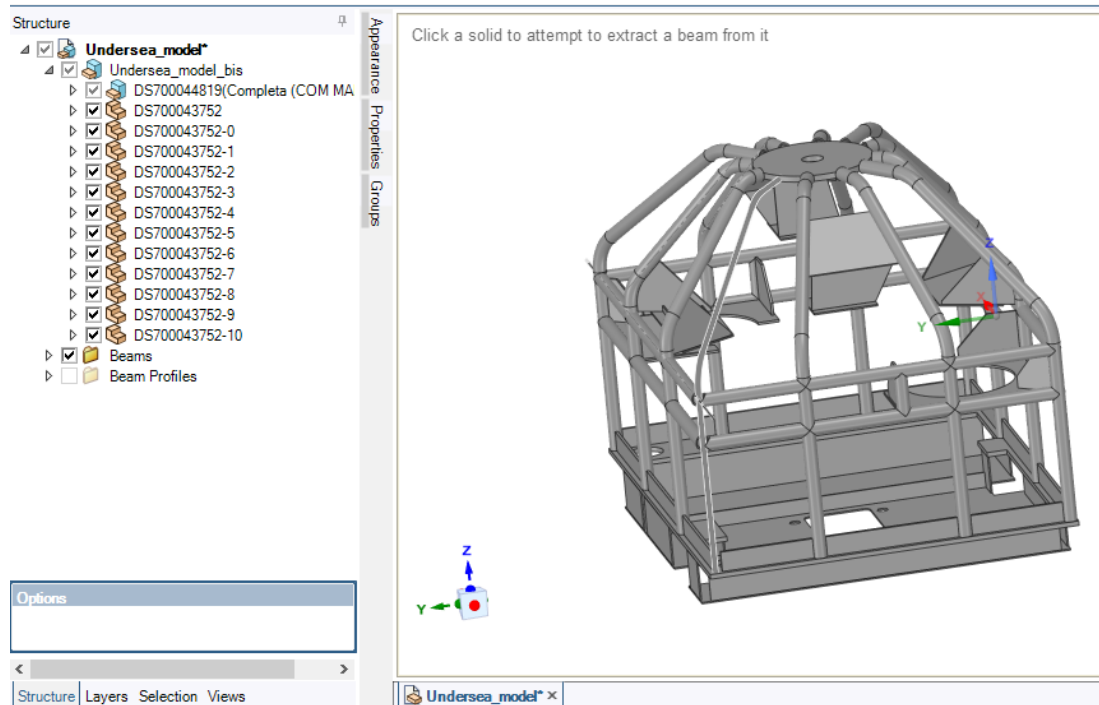 Structure
Undersea_model*
Undersea_model_bis
DS700044819(Completa (COM MA
DS700043752
DS700043752-0
DS700043752-1
DS700043752-2
DS700043752-3
DS700043752-4
DS700043752-5
DS700043752-6
DS700043752-7
DS700043752-8
DS700043752-9
DS700043752-10
Beams
Beam Profiles
Options
Structure Layers Selection Views
Appearance
Properties
Groups
Click a solid to attempt to extract a beam from it
Z
X
Y
Z
Y
Undersea_model*